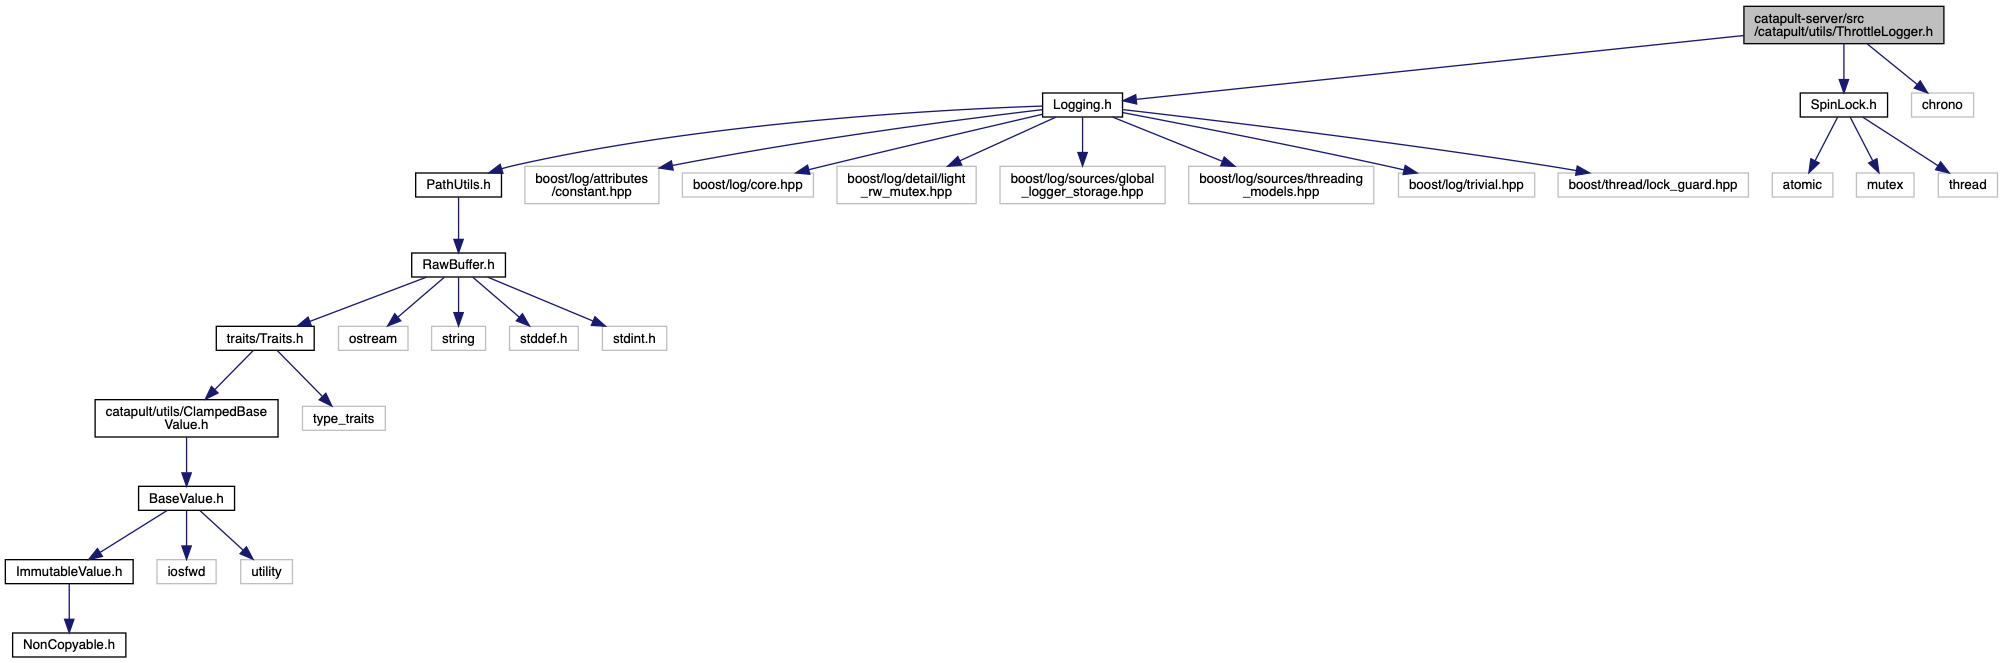 catapult-server/src
/catapult/utils/ThrottleLogger.h
Logging.h
SpinLock.h
chrono
PathUtils.h
boost/log/attributes
/constant.hpp
boost/log/core.hpp
boost/log/detail/light
_rw_mutex.hpp
boost/log/sources/global
_logger_storage.hpp
boost/log/sources/threading
_models.hpp
boost/log/trivial.hpp
boost/thread/lock_guard.hpp
atomic
mutex
thread
RawBuffer.h
traits/Traits.h
ostream
string
stddef.h
stdint.h
catapult/utils/ClampedBase
Value.h
type_traits
BaseValue.h
ImmutableValue.h
iosfwd
utility
NonCopyable.h